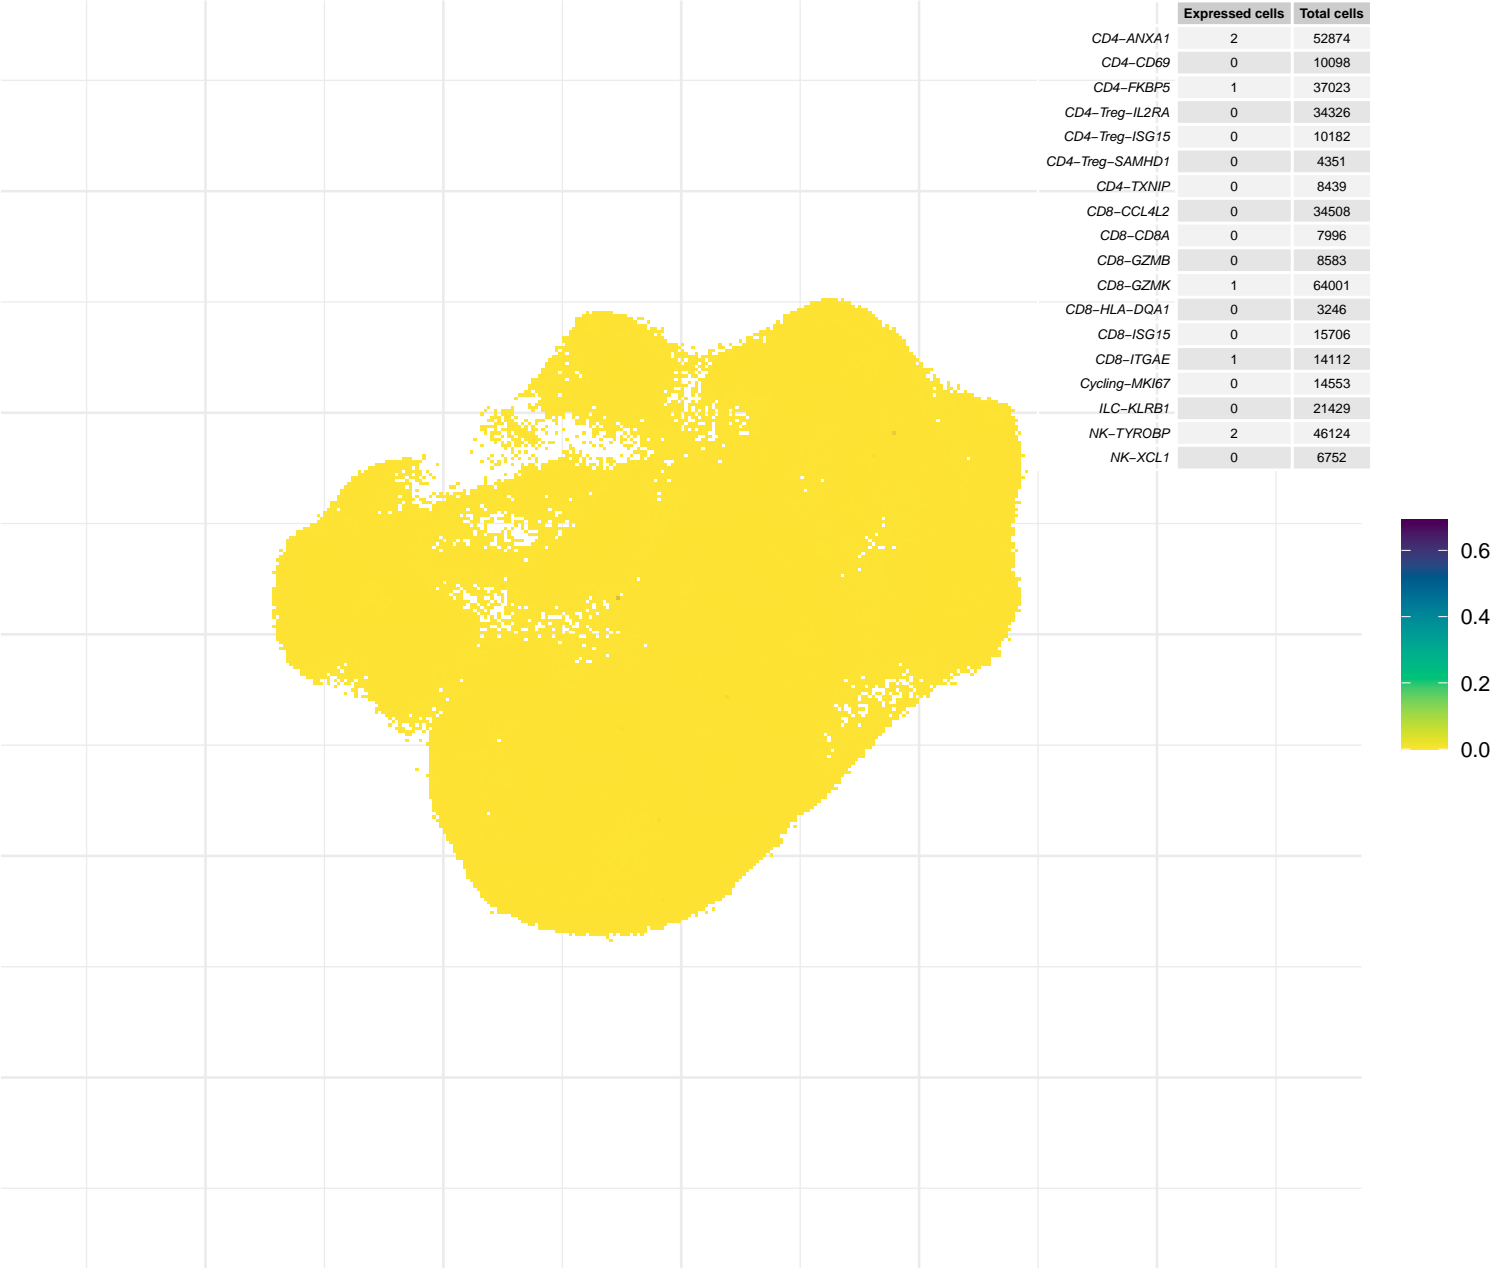 Expressed cells Total cells
CD4−ANXA1 2 52874
CD4−CD69 0 10098
CD4−FKBP5 1 37023
CD4−Treg−IL2RA 0 34326
CD4−Treg−ISG15 0 10182
CD4−Treg−SAMHD1 0 4351
CD4−TXNIP 0 8439
CD8−CCL4L2 0 34508
CD8−CD8A 0 7996
CD8−GZMB 0 8583
CD8−GZMK 1 64001
CD8−HLA−DQA1 0 3246
CD8−ISG15 0 15706
CD8−ITGAE 1 14112
Cycling−MKI67 0 14553
ILC−KLRB1 0 21429
NK−TYROBP 2 46124
NK−XCL1 0 6752
0.6
0.4
0.2
0.0